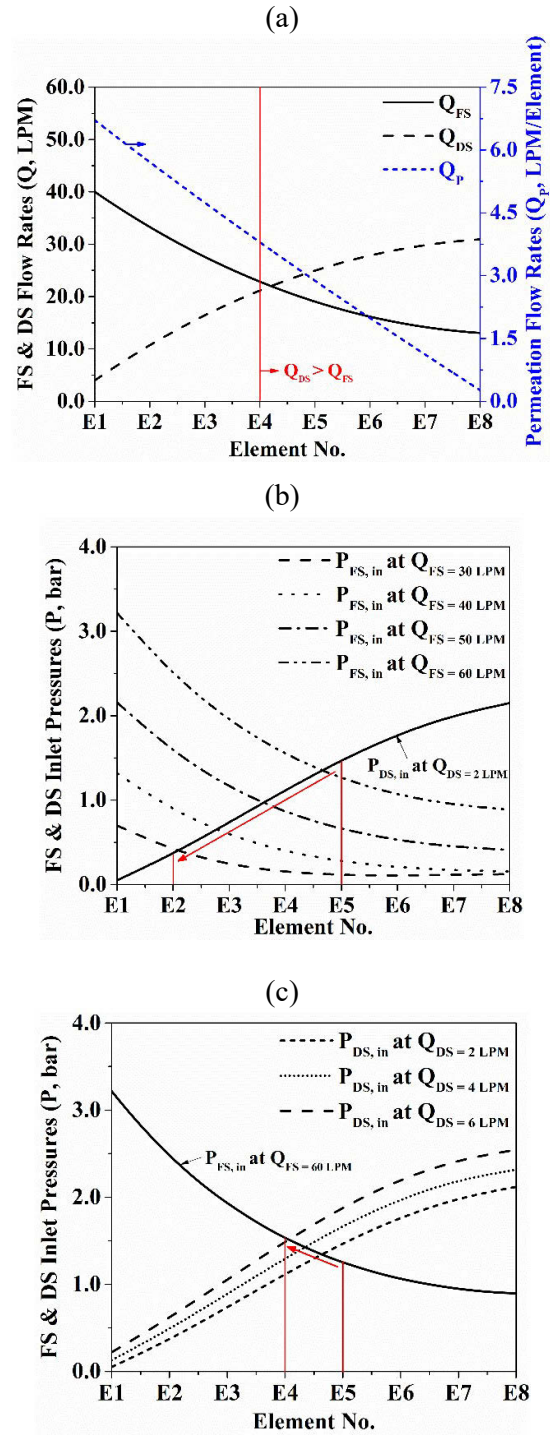 (a)
FS & DS Flow Rates (Q, LPM)
60.0
50.0
40.0
30.0
20.0
10.0
0.0
Q_FS
Q_DS
Q_P
Q_DS > Q_FS
7.5
6.0
4.5
3.0
1.5
0.0
Permeation Flow Rates (Q_P, LPM/Element)
E1 E2 E3 E4 E5 E6 E7 E8
Element No.
(b)
FS & DS Inlet Pressures (P, bar)
4.0
3.0
2.0
1.0
0.0
P_FS, in at Q_FS = 30 LPM
P_FS, in at Q_FS = 40 LPM
P_FS, in at Q_FS = 50 LPM
P_FS, in at Q_FS = 60 LPM
P_DS, in at Q_DS = 2 LPM
E1 E2 E3 E4 E5 E6 E7 E8
Element No.
(c)
FS & DS Inlet Pressures (P, bar)
4.0
3.0
2.0
1.0
0.0
P_DS, in at Q_DS = 2 LPM
P_DS, in at Q_DS = 4 LPM
P_DS, in at Q_DS = 6 LPM
P_FS, in at Q_FS = 60 LPM
E1 E2 E3 E4 E5 E6 E7 E8
Element No.